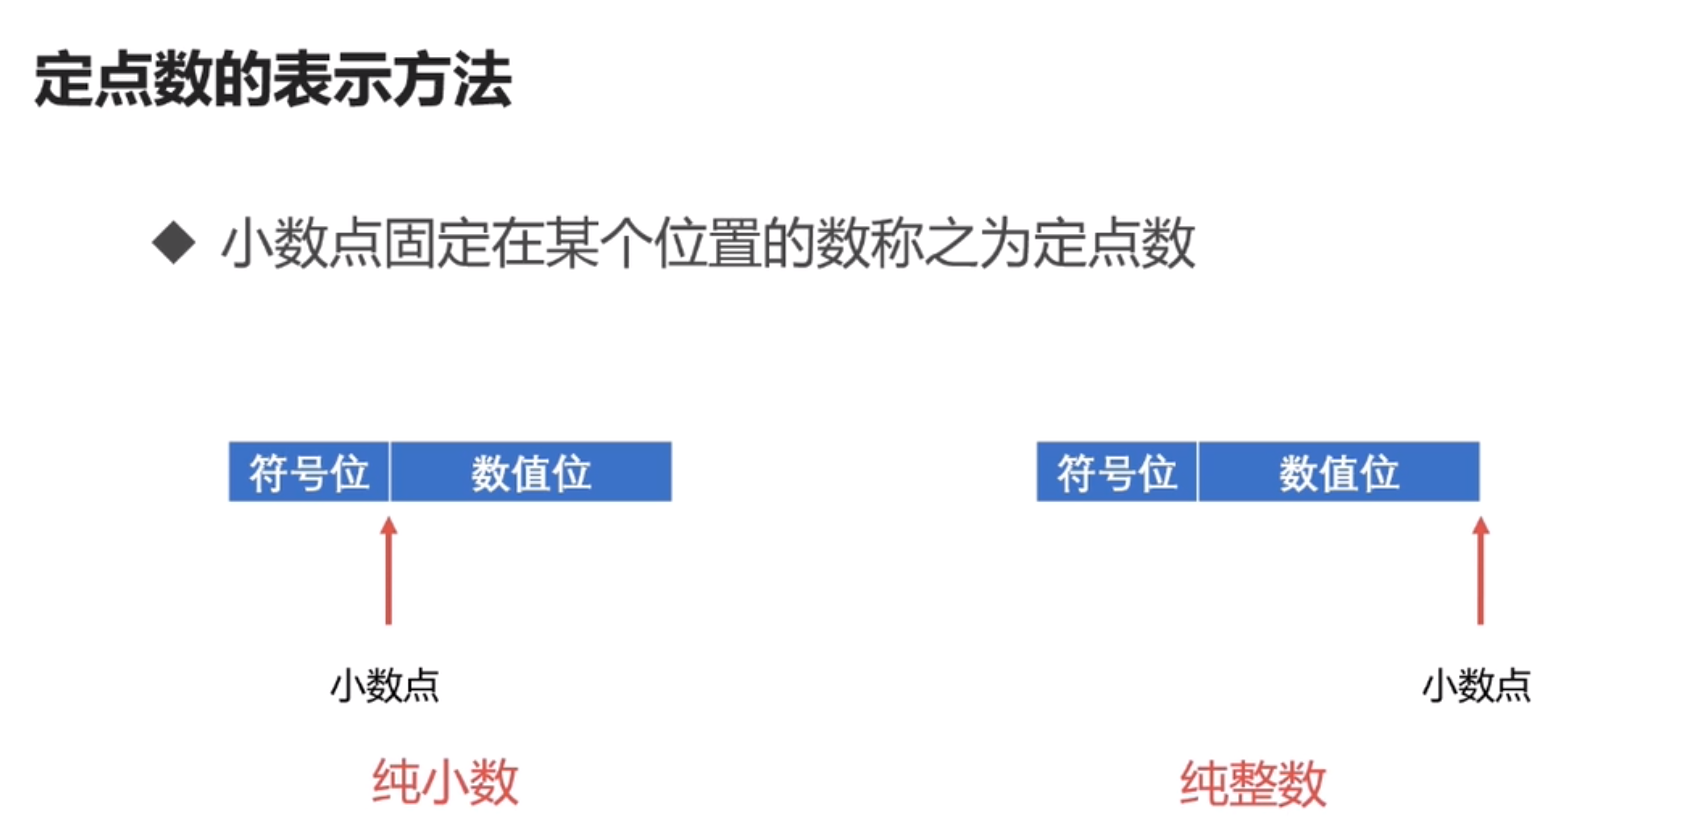 定点数的表示方法
◆ 小数点固定在某个位置的数称之为定点数
符号位 数值位 符号位 数值位
小数点 小数点
纯小数 纯整数